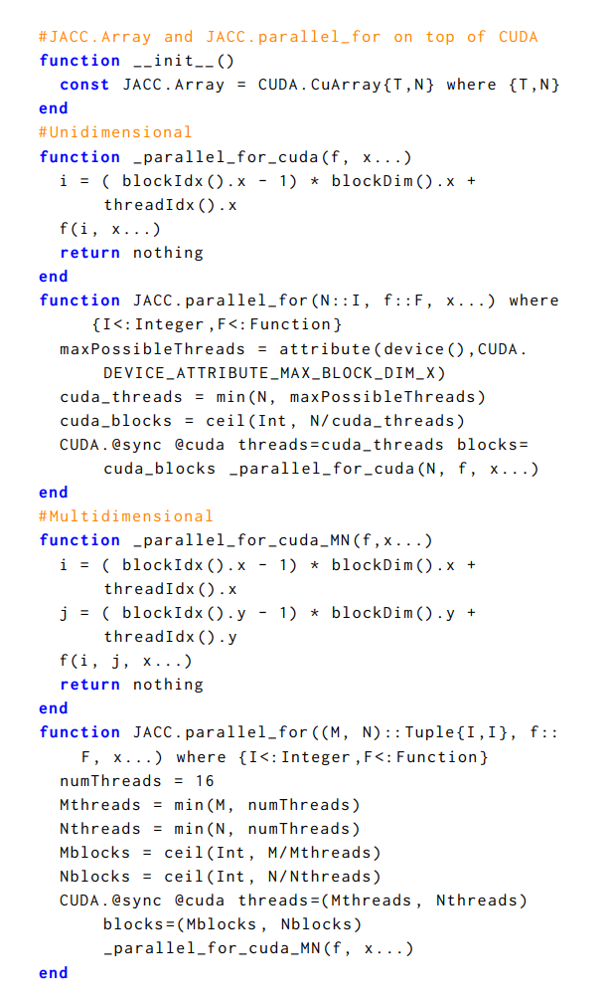 #JACC.Array and JACC.parallel_for on top of CUDA
function __init__()
  const JACC.Array = CUDA.CuArray{T,N} where {T,N}
end
#Unidimensional
function _parallel_for_cuda(f, x...)
  i = ( blockIdx().x - 1) * blockDim().x +
      threadIdx().x
  f(i, x...)
  return nothing
end
function JACC.parallel_for(N::I, f::F, x...) where
     {I<:Integer,F<:Function}
  maxPossibleThreads = attribute(device(),CUDA.
      DEVICE_ATTRIBUTE_MAX_BLOCK_DIM_X)
  cuda_threads = min(N, maxPossibleThreads)
  cuda_blocks = ceil(Int, N/cuda_threads)
  CUDA.@sync @cuda threads=cuda_threads blocks=
      cuda_blocks _parallel_for_cuda(N, f, x...)
end
#Multidimensional
function _parallel_for_cuda_MN(f,x...)
  i = ( blockIdx().x - 1) * blockDim().x +
      threadIdx().x
  j = ( blockIdx().y - 1) * blockDim().y +
      threadIdx().y
  f(i, j, x...)
  return nothing
end
function JACC.parallel_for((M, N)::Tuple{I,I}, f::
    F, x...) where {I<:Integer,F<:Function}
  numThreads = 16
  Mthreads = min(M, numThreads)
  Nthreads = min(N, numThreads)
  Mblocks = ceil(Int, M/Mthreads)
  Nblocks = ceil(Int, N/Nthreads)
  CUDA.@sync @cuda threads=(Mthreads, Nthreads)
      blocks=(Mblocks, Nblocks)
      _parallel_for_cuda_MN(f, x...)
end